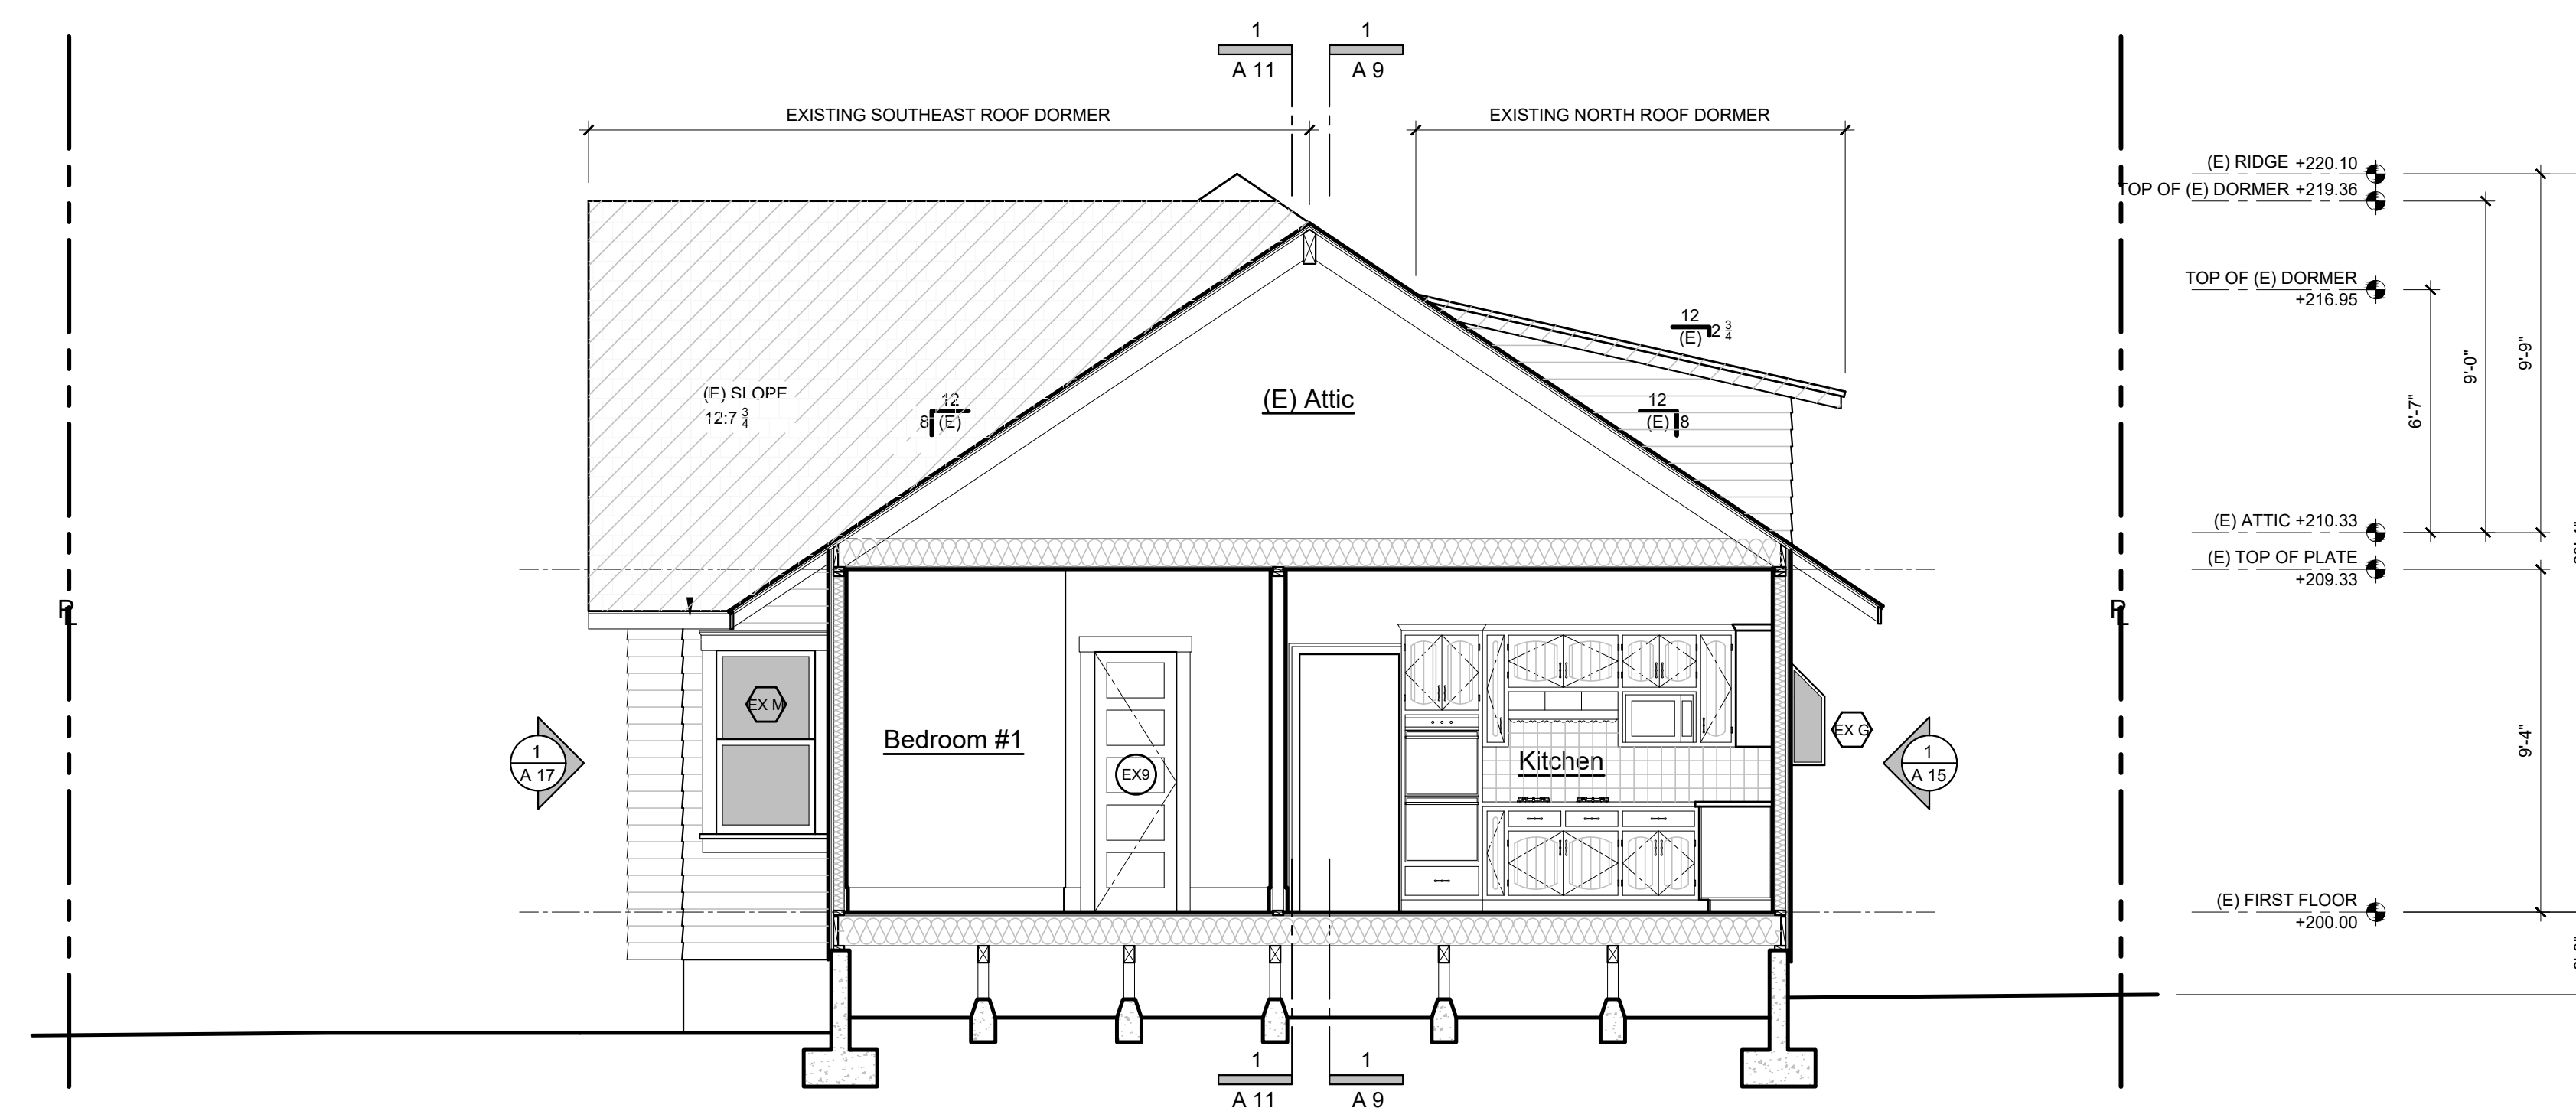 1
1
A 11
A 9
EXISTING SOUTHEAST ROOF DORMER
EXISTING NORTH ROOF DORMER
(E) RIDGE +220.10
TOP OF (E) DORMER +219.36
TOP OF (E) DORMER
+216.95
12
(E) 2 3/4
9'-9"
9'-0"
6'-7"
(E) SLOPE
12:7 3/4
12
8 (E)
(E) Attic
12
(E) 8
(E) ATTIC +210.33
(E) TOP OF PLATE
+209.33
PL
PL
EX M
EX G
Bedroom #1
EX9
Kitchen
1
A 17
1
A 15
9'-4"
(E) FIRST FLOOR
+200.00
1
1
A 11
A 9